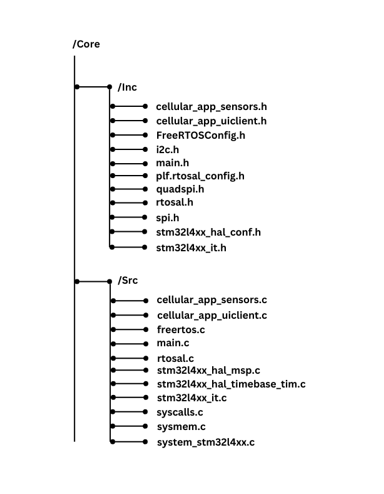 /Core
/Inc
cellular_app_sensors.h
cellular_app_uiclient.h
FreeRTOSConfig.h
i2c.h
main.h
plf.rtosal_config.h
quadspi.h
rtosal.h
spi.h
stm32l4xx_hal_conf.h
stm32l4xx_it.h
/Src
cellular_app_sensors.c
cellular_app_uiclient.c
freertos.c
main.c
rtosal.c
stm32l4xx_hal_msp.c
stm32l4xx_hal_timebase_tim.c
stm32l4xx_it.c
syscalls.c
sysmem.c
system_stm32l4xx.c